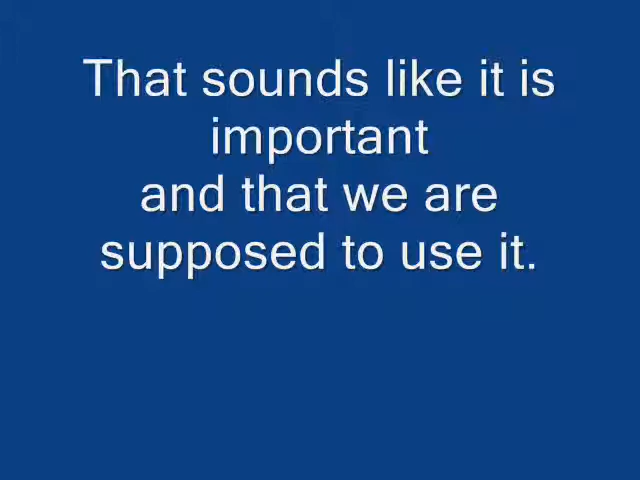 That sounds like it is
important
and that we are
supposed to use it.